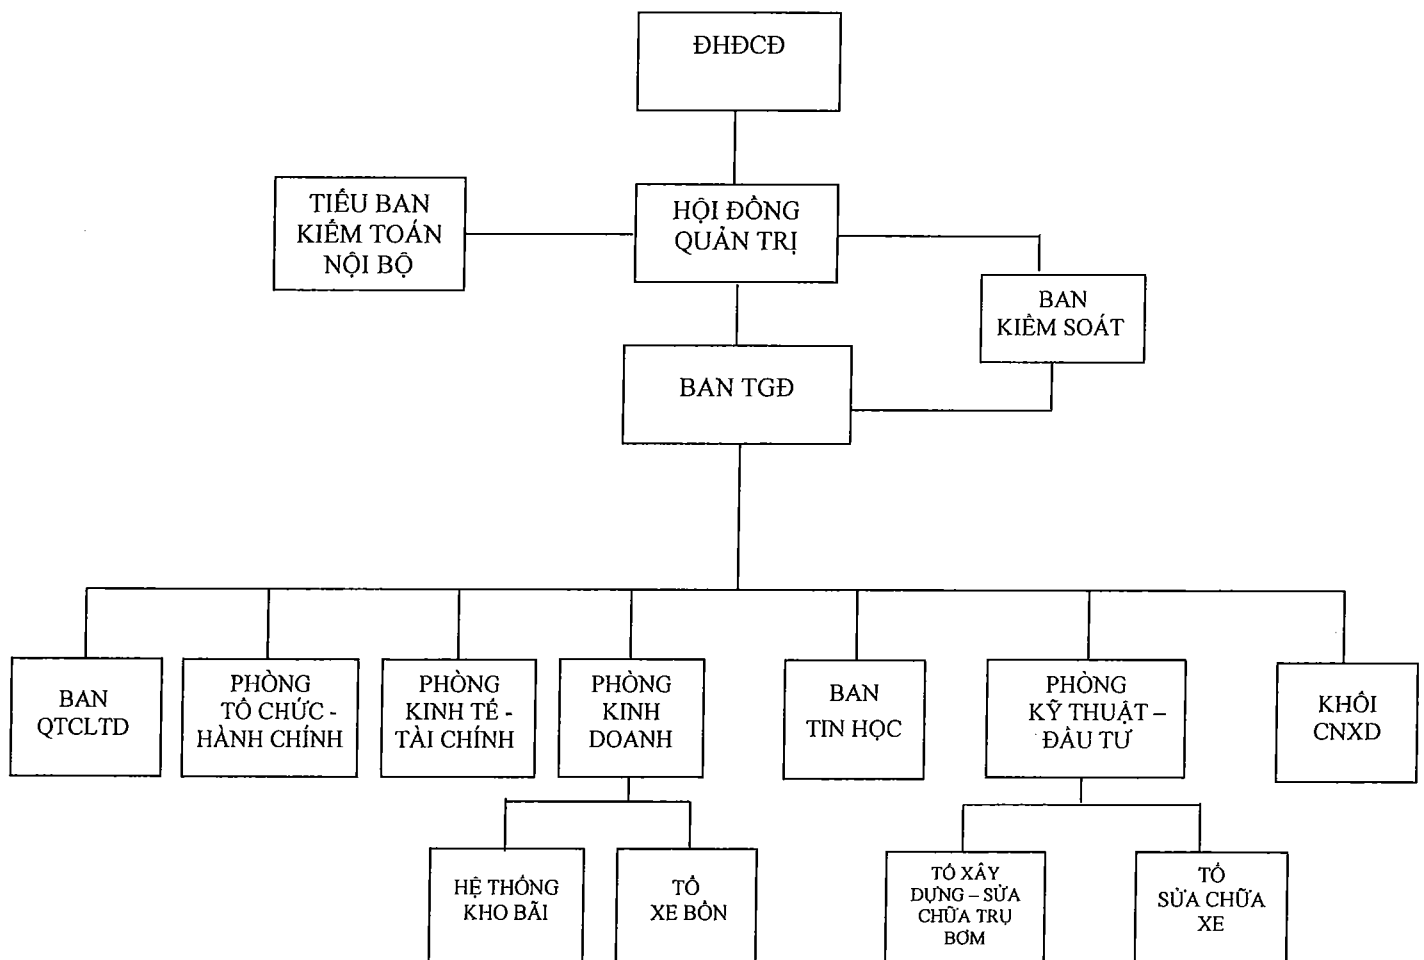 ĐHĐCĐ
TIỂU BAN
KIỂM TOÁN
NỘI BỘ
HỘI ĐỒNG
QUẢN TRỊ
BAN
KIỂM SOÁT
BAN TGĐ
BAN
QTCLTD
PHÒNG
TỔ CHỨC -
HÀNH CHÍNH
PHÒNG
KINH TẾ -
TÀI CHÍNH
PHÒNG
KINH
DOANH
BAN
TIN HỌC
PHÒNG
KỸ THUẬT –
ĐẦU TƯ
KHỐI
CNXD
HỆ THỐNG
KHO BÃI
TỔ
XE BỒN
TỔ XÂY
DỰNG – SỬA
CHỮA TRỤ
BƠM
TỔ
SỬA CHỮA
XE